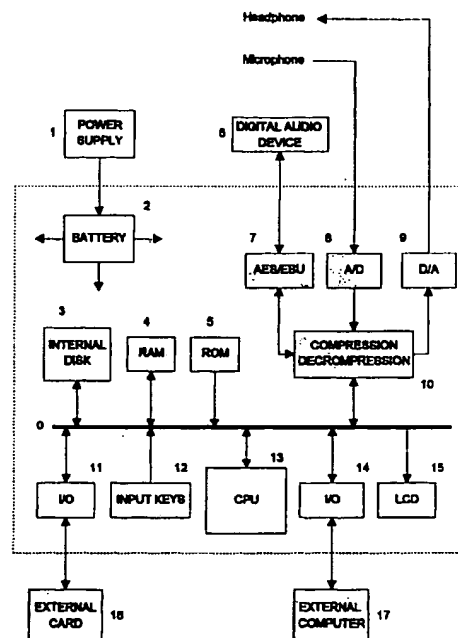 Headphone
Microphone
1
POWER
SUPPLY
6
DIGITAL AUDIO
DEVICE
2
BATTERY
7
8
9
AES/EBU
A/D
D/A
3
4
5
INTERNAL
DISK
RAM
ROM
COMPRESSION
DECROMPRESSION
10
0
11
12
13
14
15
I/O
INPUT KEYS
CPU
I/O
LCD
EXTERNAL
CARD
16
EXTERNAL
COMPUTER
17